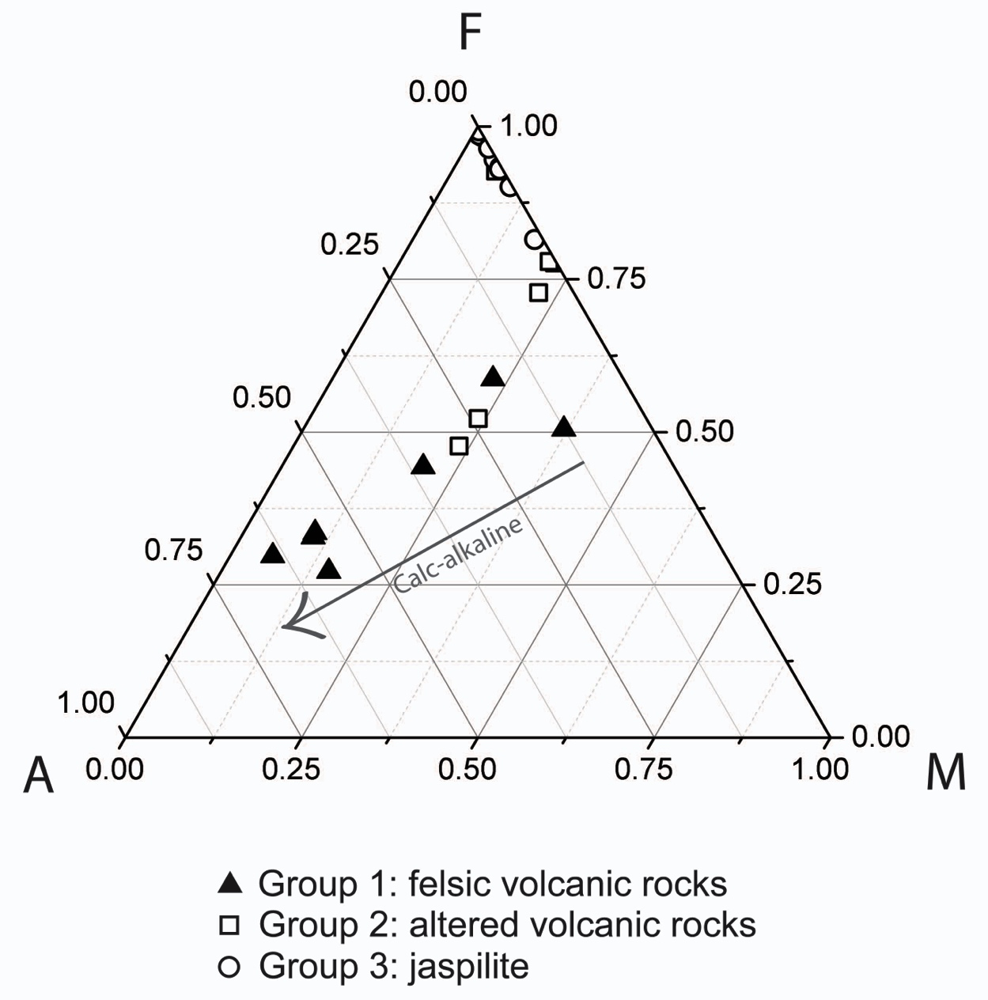 F
0.00
1.00
0.25
0.75
0.50
0.50
0.75
0.25
1.00
0.00
A
M
0.00 0.25 0.50 0.75 1.00
Calc-alkaline
Group 1: felsic volcanic rocks
Group 2: altered volcanic rocks
Group 3: jaspilite